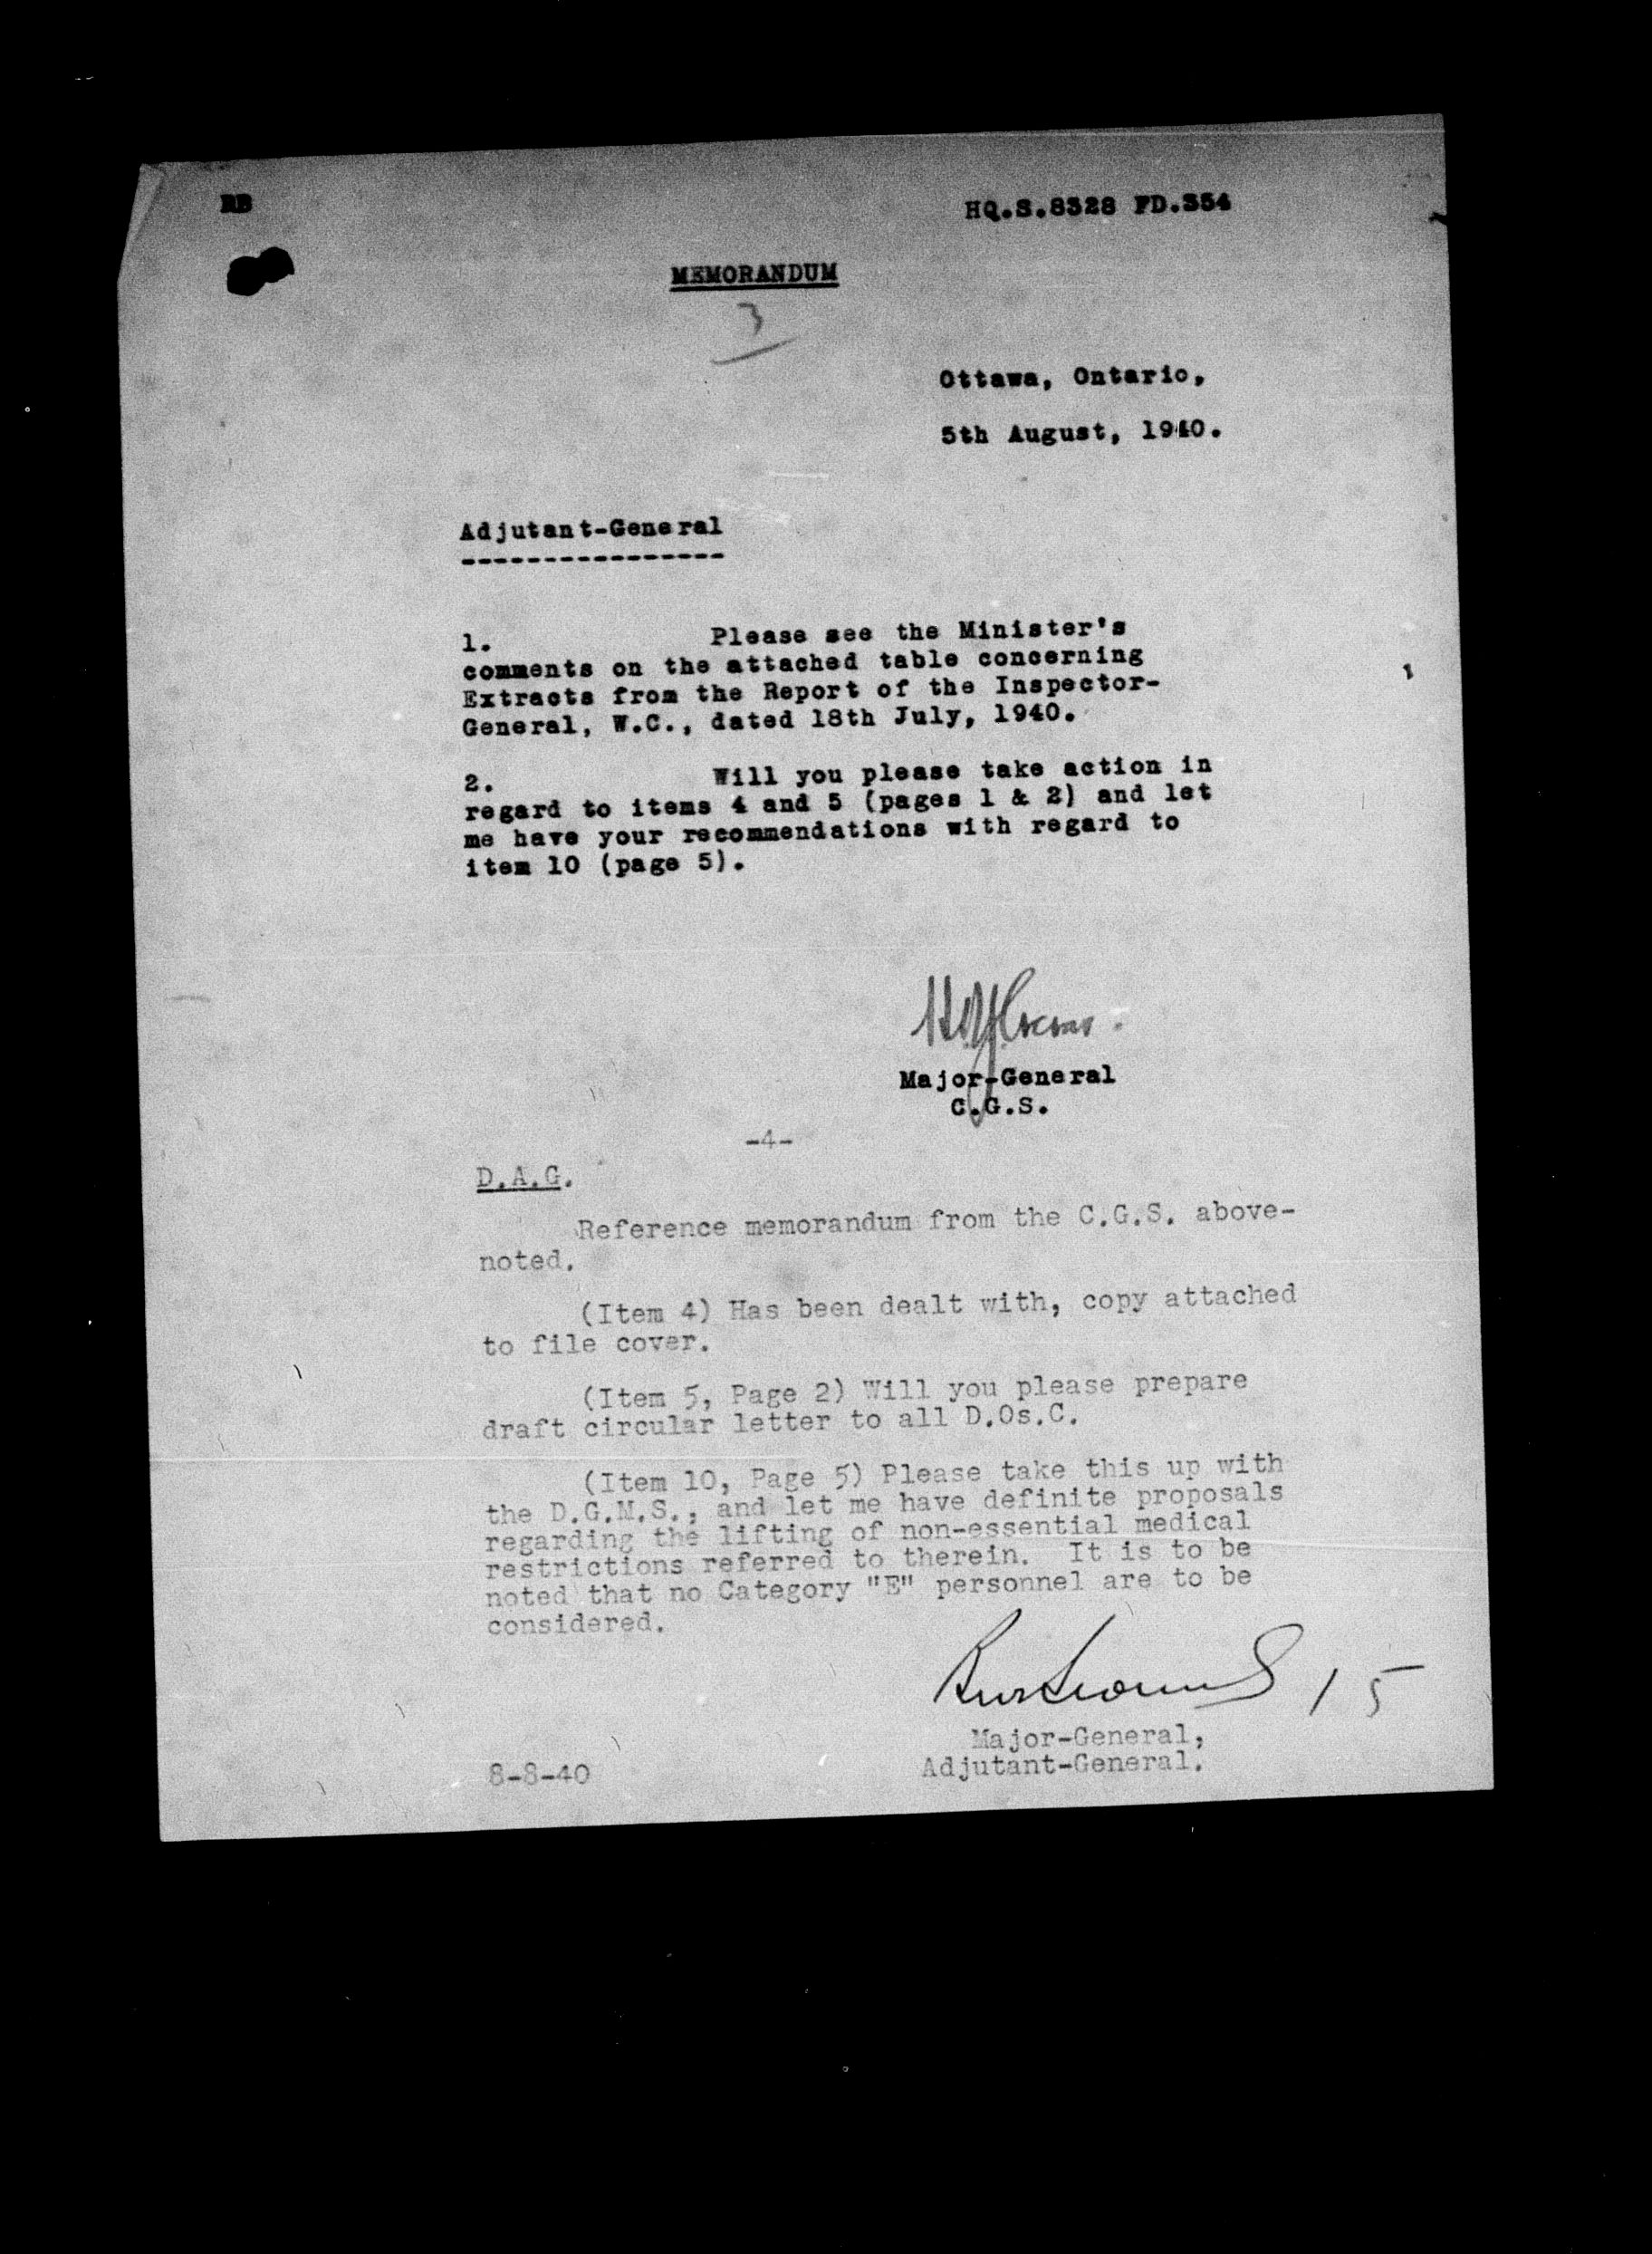 RB
HQ.S.8328 FD.354
MEMORANDUM
3
Ottawa, Ontario,
5th August, 1940.
Adjutant-General
----------------
1. Please see the Minister's
comments on the attached table concerning
Extracts from the Report of the Inspector-
General, W.C., dated 18th July, 1940.
2. Will you please take action in
regard to items 4 and 5 (pages 1 & 2) and let
me have your recommendations with regard to
item 10 (page 5).
Major-General
C.G.S.
-4-
D.A.G.
Reference memorandum from the C.G.S. above-
noted.
(Item 4) Has been dealt with, copy attached
to file cover.
(Item 5, Page 2) Will you please prepare
draft circular letter to all D.Os.C.
(Item 10, Page 5) Please take this up with
the D.G.M.S., and let me have definite proposals
regarding the lifting of non-essential medical
restrictions referred to therein. It is to be
noted that no Category "E" personnel are to be
considered.
Major-General,
Adjutant-General.
8-8-40